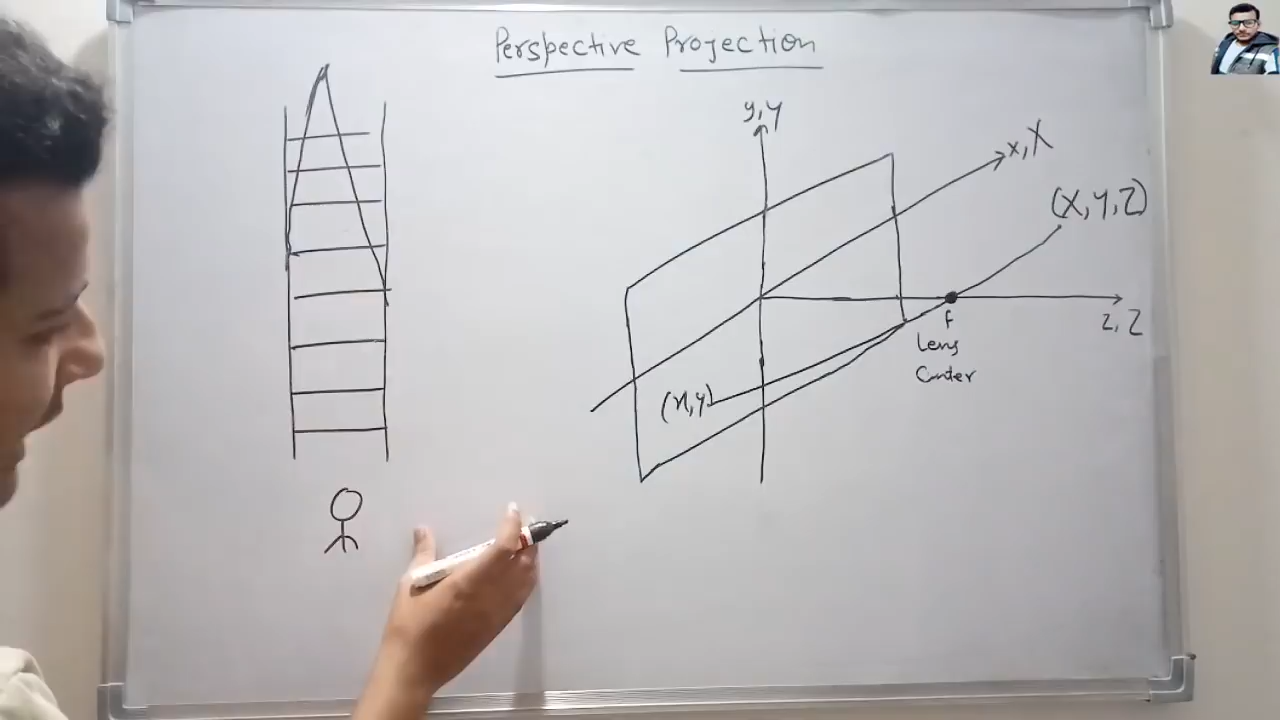 Perspective Projection
y, Y
x, X
(X, Y, Z)
z, Z
f
Lens
Center
(x, y)